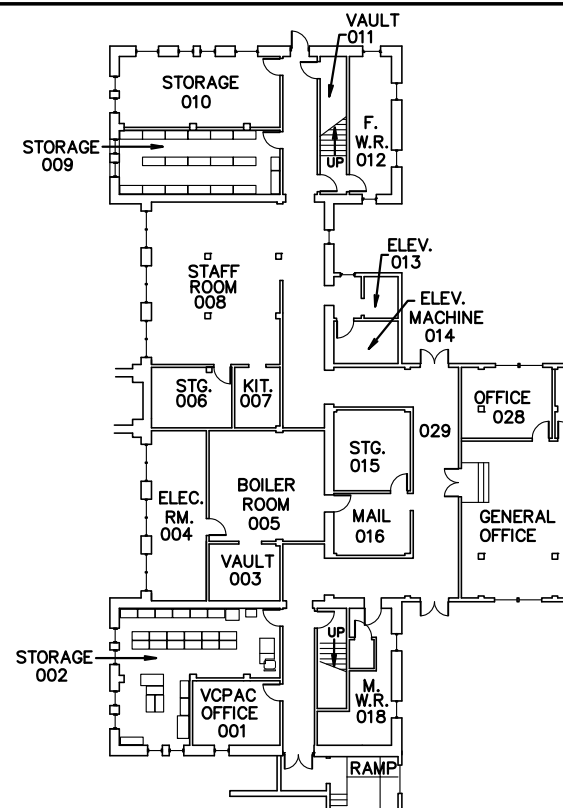 VAULT
011
STORAGE
010
F.
W.R.
012
STORAGE
009
UP
ELEV.
013
STAFF
ROOM
008
ELEV.
MACHINE
014
STG.
006
KIT.
007
OFFICE
028
029
STG.
015
ELEC.
RM.
004
BOILER
ROOM
005
MAIL
016
GENERAL
OFFICE
VAULT
003
UP
STORAGE
002
VCPAC
OFFICE
001
M.
W.R.
018
RAMP